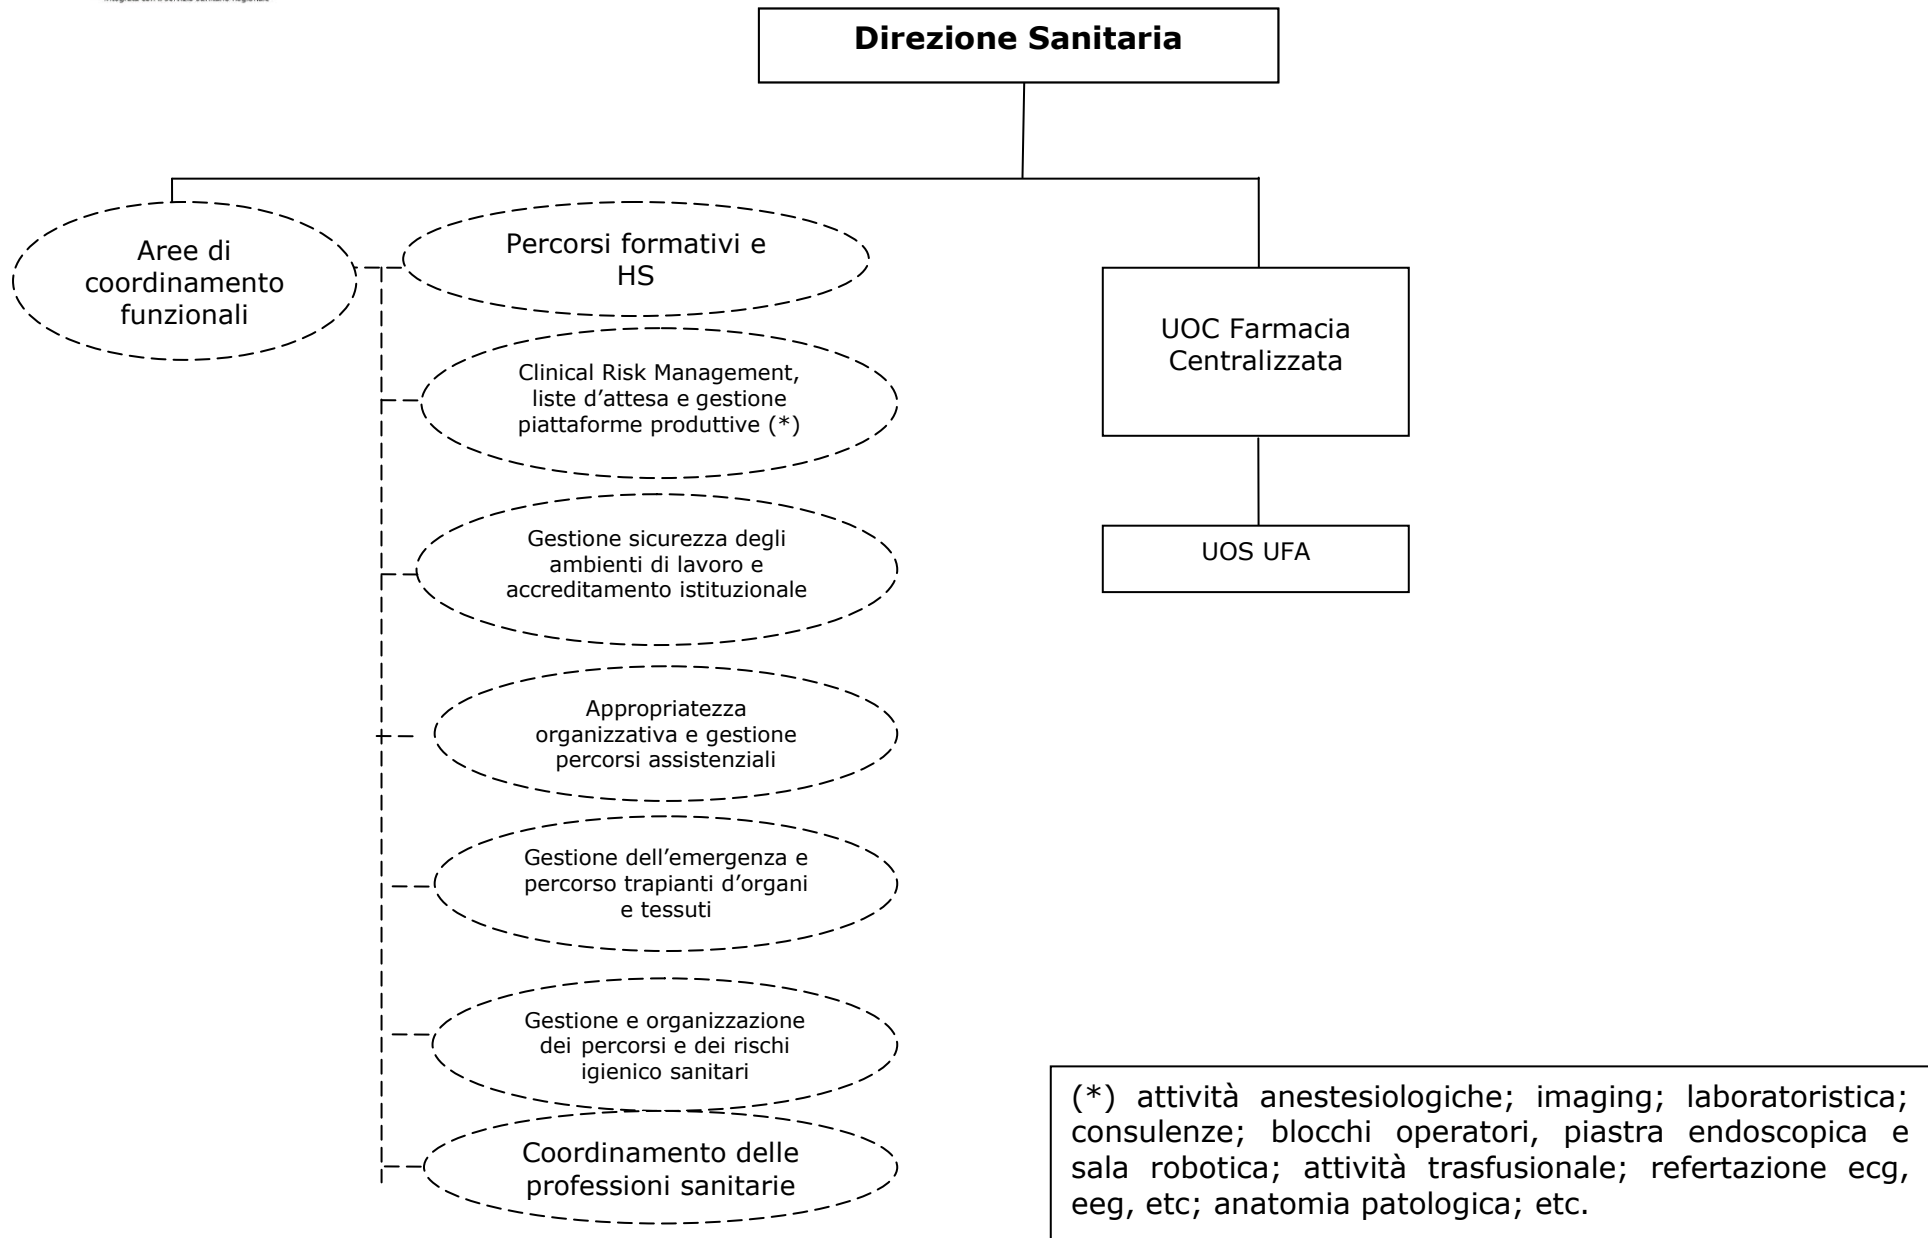 Direzione Sanitaria
Aree di
coordinamento
funzionali
Percorsi formativi e
HS
Clinical Risk Management,
liste d’attesa e gestione
piattaforme produttive (*)
Gestione sicurezza degli
ambienti di lavoro e
accreditamento istituzionale
Appropriatezza
organizzativa e gestione
percorsi assistenziali
Gestione dell’emergenza e
percorso trapianti d’organi
e tessuti
Gestione e organizzazione
dei percorsi e dei rischi
igienico sanitari
Coordinamento delle
professioni sanitarie
UOC Farmacia
Centralizzata
UOS UFA
(*) attività anestesiologiche; imaging; laboratoristica;
consulenze; blocchi operatori, piastra endoscopica e
sala robotica; attività trasfusionale; refertazione ecg,
eeg, etc; anatomia patologica; etc.